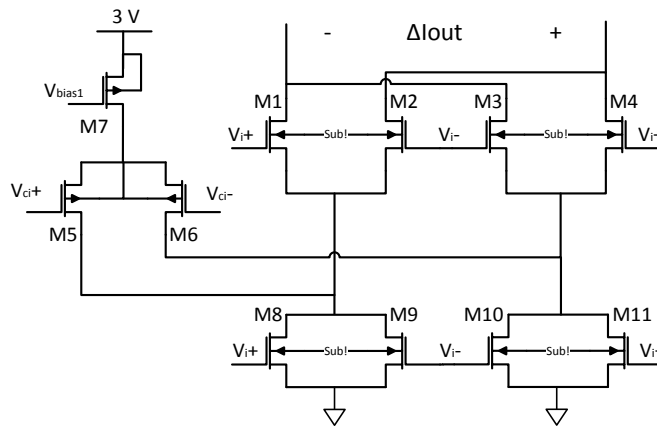 3 V
- ΔIout +
Vbias1
M7
M1 M2 M3 M4
Vi+ Sub! Vi- Sub! Vi-
Vci+ Vci-
M5 M6
M8 M9 M10 M11
Vi+ Sub! Vi- Sub! Vi-